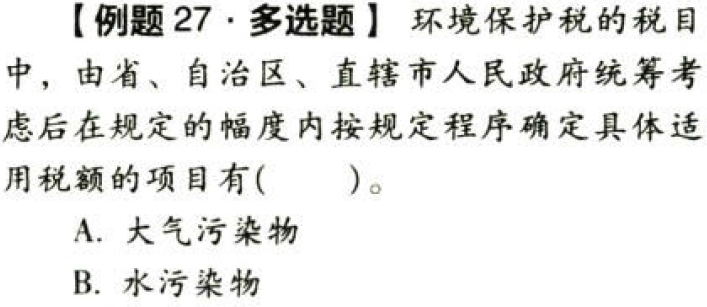 【例题 27·多选题】 环境保护税的税目
中，由省、自治区、直辖市人民政府统筹考
虑后在规定的幅度内按规定程序确定具体适
用税额的项目有(　　)。
A. 大气污染物
B. 水污染物